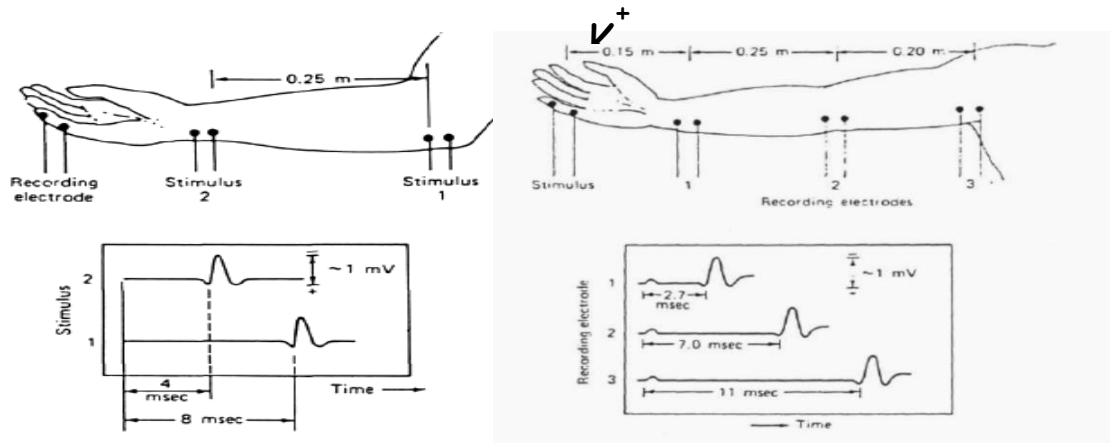 +
0.25 m
Recording
electrode
Stimulus
2
Stimulus
1
Stimulus
2
1
=
+
~1 mV
4
msec
8 msec
Time
0.15 m
0.25 m
0.20 m
Stimulus
1
2
3
Recording electrodes
Recording electrode
1
2
3
2.7
msec
7.0 msec
11 msec
=
-
~1 mV
Time